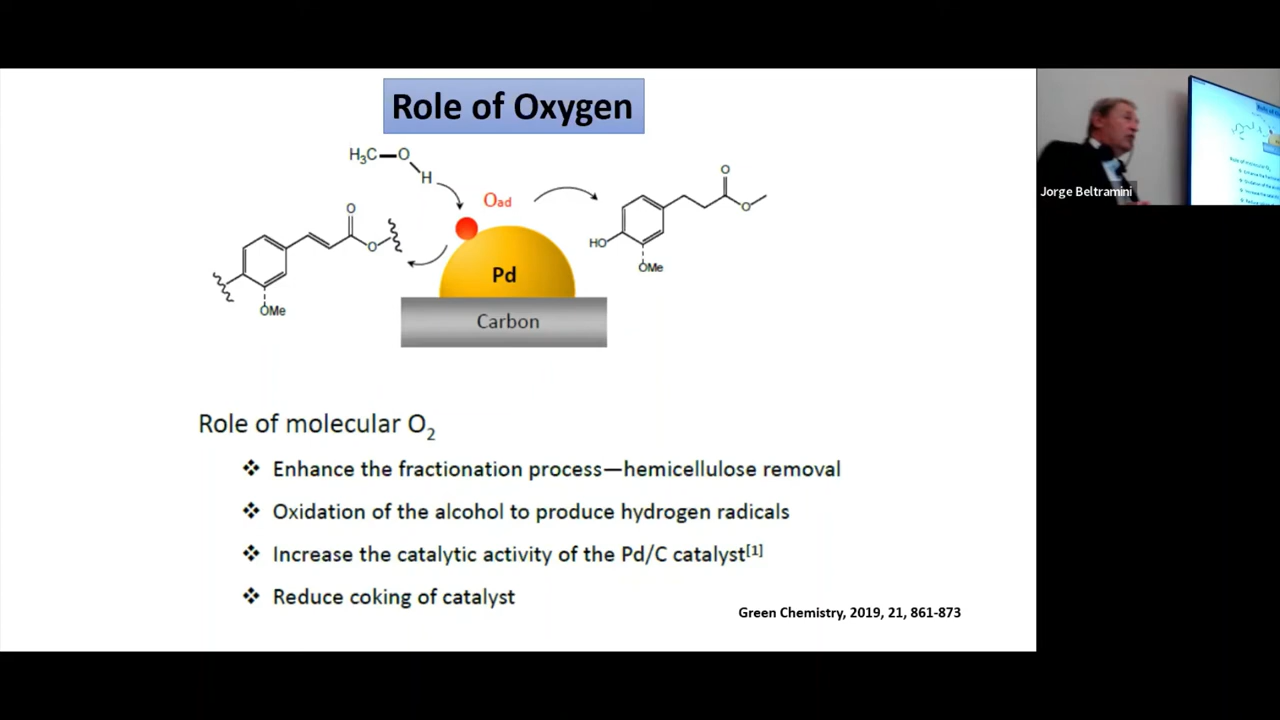 Role of Oxygen
H₃C—O
H
O
O
OMe
Oad
Pd
Carbon
O
O
HO
OMe
Jorge Beltramini
Role of molecular O₂
❖ Enhance the fractionation process—hemicellulose removal
❖ Oxidation of the alcohol to produce hydrogen radicals
❖ Increase the catalytic activity of the Pd/C catalyst[1]
❖ Reduce coking of catalyst
Green Chemistry, 2019, 21, 861-873